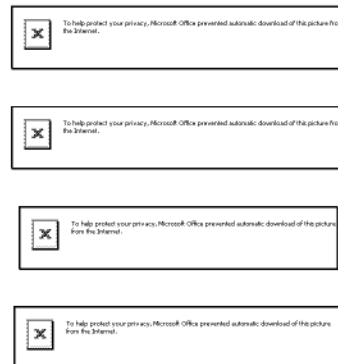 To help protect your privacy, Microsoft Office prevented automatic download of this picture fro
the Internet.
To help protect your privacy, Microsoft Office prevented automatic download of this picture fro
the Internet.
To help protect your privacy, Microsoft Office prevented automatic download of this picture
from the Internet.
To help protect your privacy, Microsoft Office prevented automatic download of this picture
from the Internet.